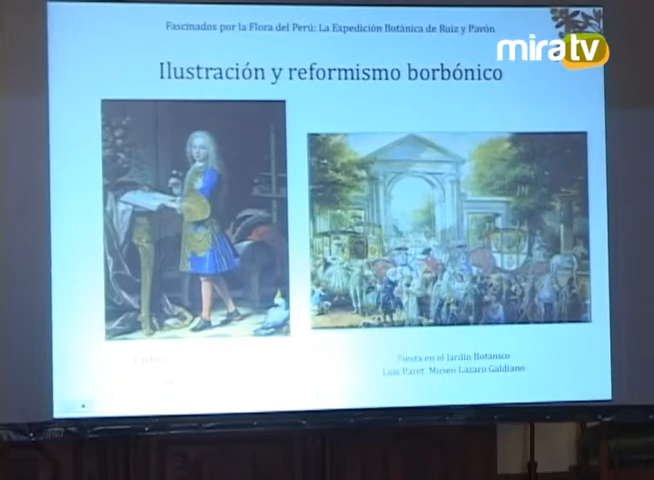 Fascinados por la Flora del Perú: La Expedición Botánica de Ruiz y Pavón
miratv
Ilustración y reformismo borbónico
Fiesta en el Jardín Botánico
Luis Paret. Museo Lázaro Galdiano